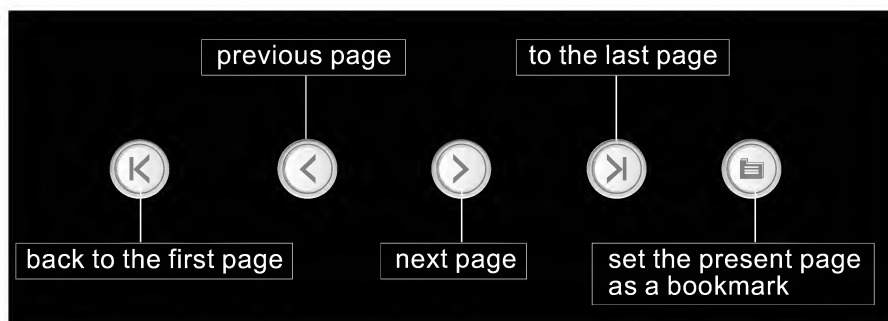 previous page
to the last page
back to the first page
next page
set the present page
as a bookmark